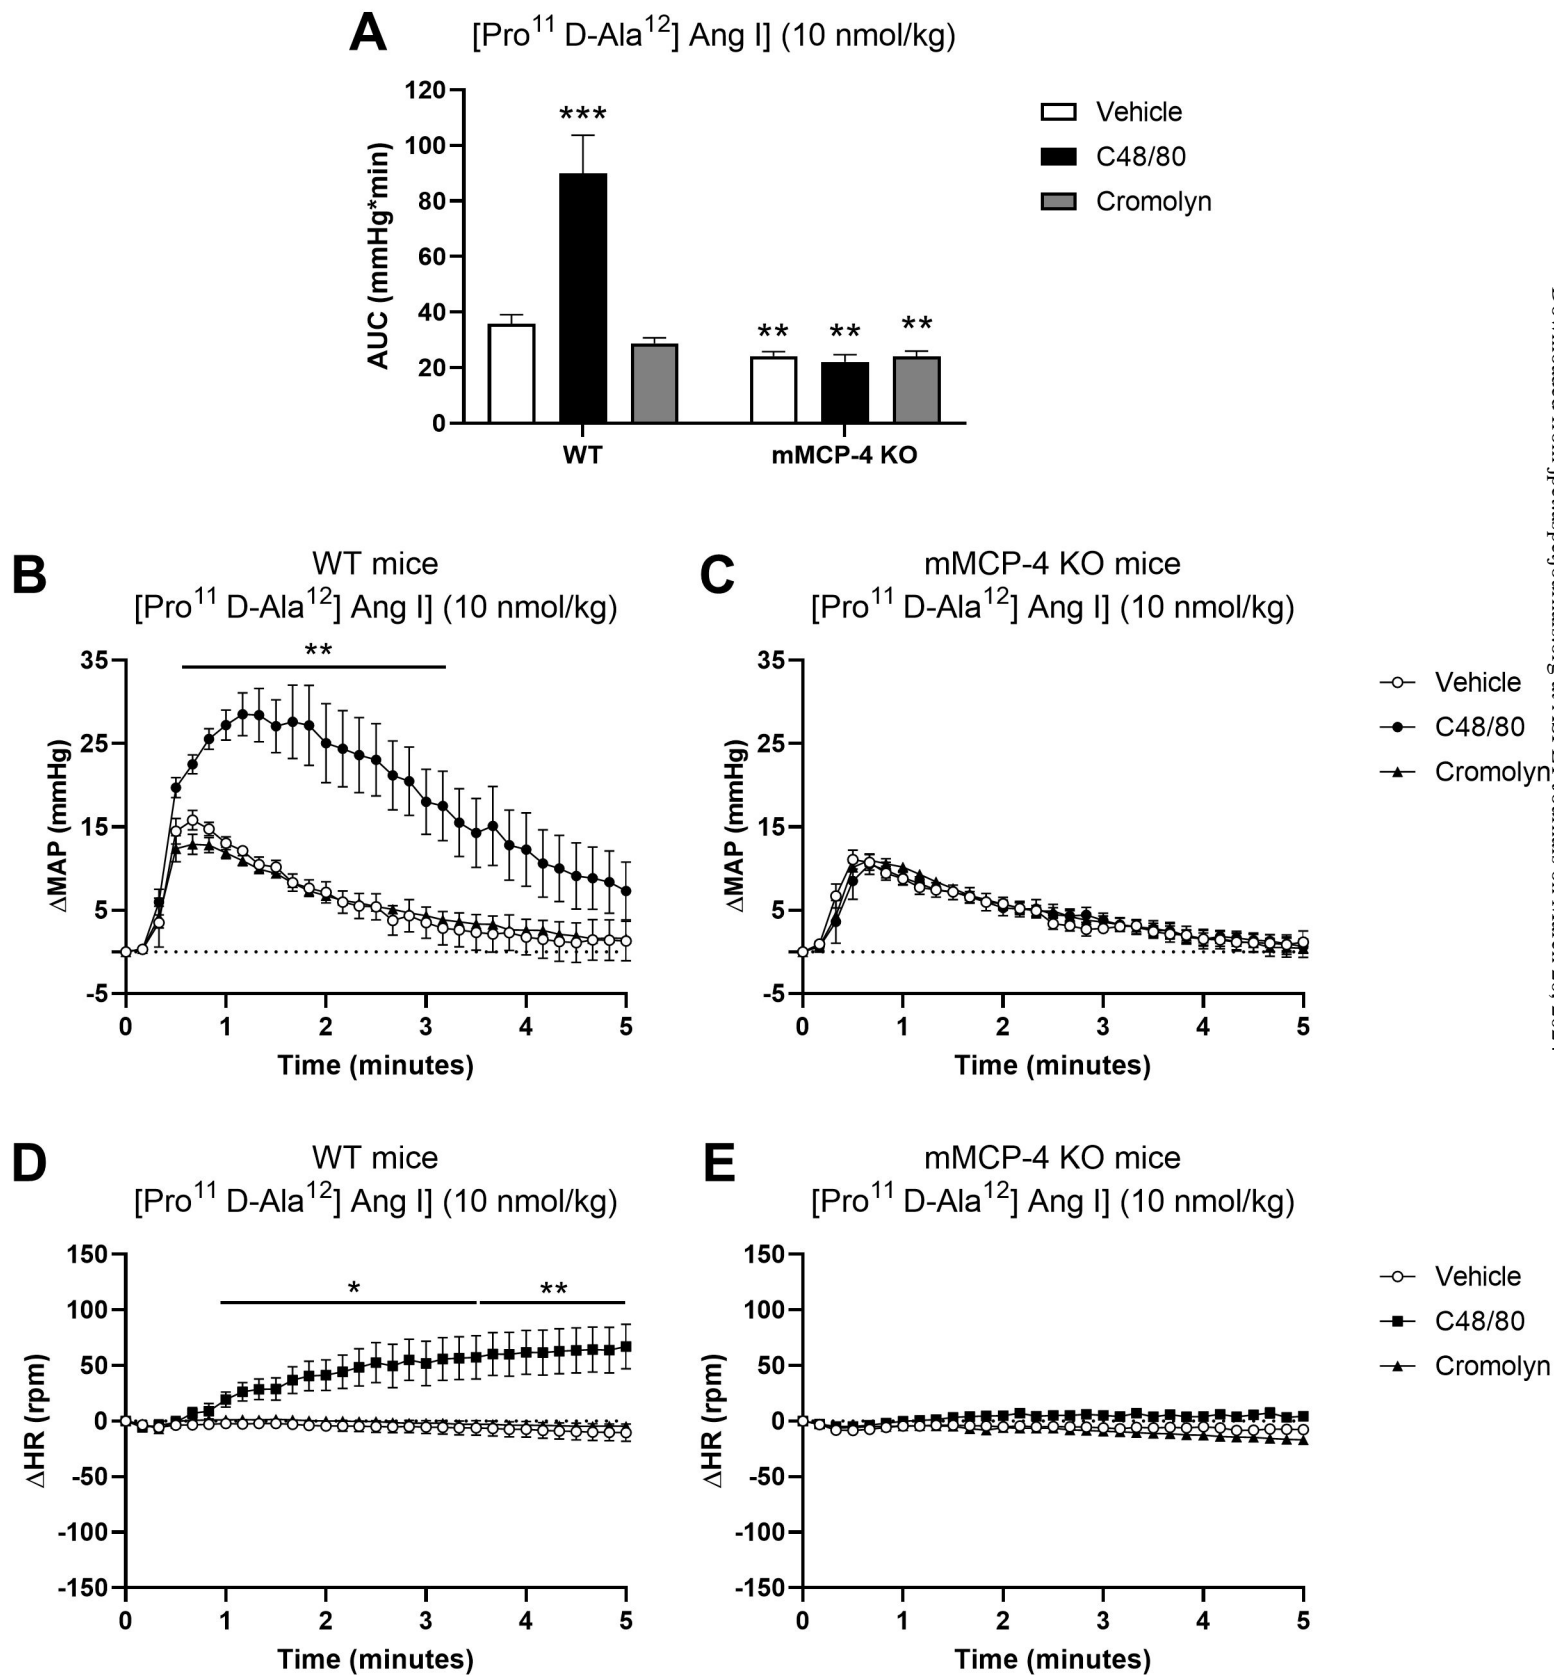 A [Pro11 D-Ala12] Ang I] (10 nmol/kg)
120
100
80
60
40
20
0
AUC (mmHg*min)
***
** ** **
WT mMCP-4 KO
Vehicle
C48/80
Cromolyn
B WT mice
[Pro11 D-Ala12] Ang I] (10 nmol/kg)
**
35
25
15
5
-5
ΔMAP (mmHg)
0 1 2 3 4 5
Time (minutes)
C mMCP-4 KO mice
[Pro11 D-Ala12] Ang I] (10 nmol/kg)
35
25
15
5
-5
ΔMAP (mmHg)
0 1 2 3 4 5
Time (minutes)
Vehicle
C48/80
Cromolyn
D WT mice
[Pro11 D-Ala12] Ang I] (10 nmol/kg)
* **
150
100
50
0
-50
-100
-150
ΔHR (rpm)
0 1 2 3 4 5
Time (minutes)
E mMCP-4 KO mice
[Pro11 D-Ala12] Ang I] (10 nmol/kg)
150
100
50
0
-50
-100
-150
ΔHR (rpm)
0 1 2 3 4 5
Time (minutes)
Vehicle
C48/80
Cromolyn